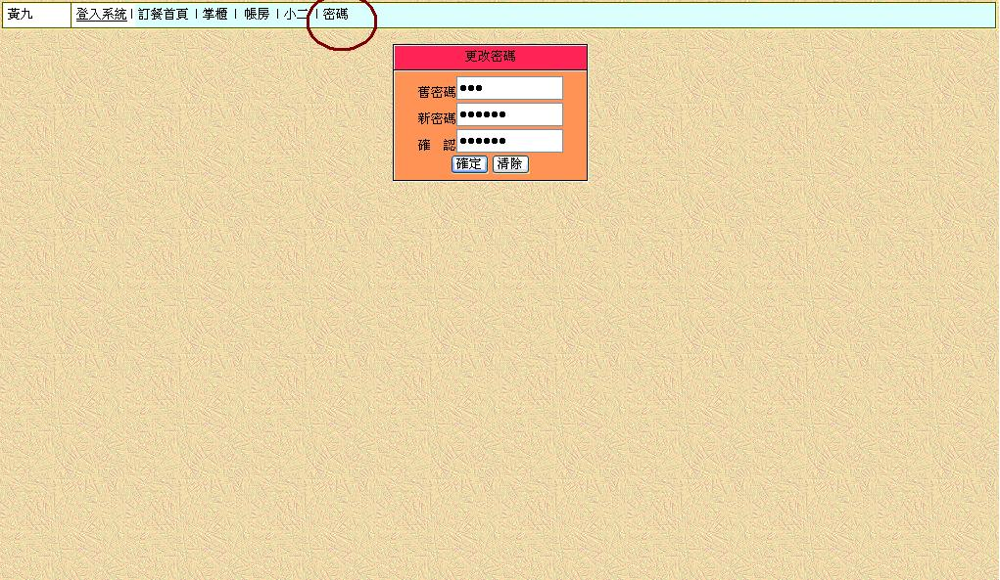 黃九 登入系統 | 訂餐首頁 | 掌櫃 | 帳房 | 小二 | 密碼
更改密碼
舊密碼 ●●●
新密碼 ●●●●●●
確　認 ●●●●●●
確定 清除